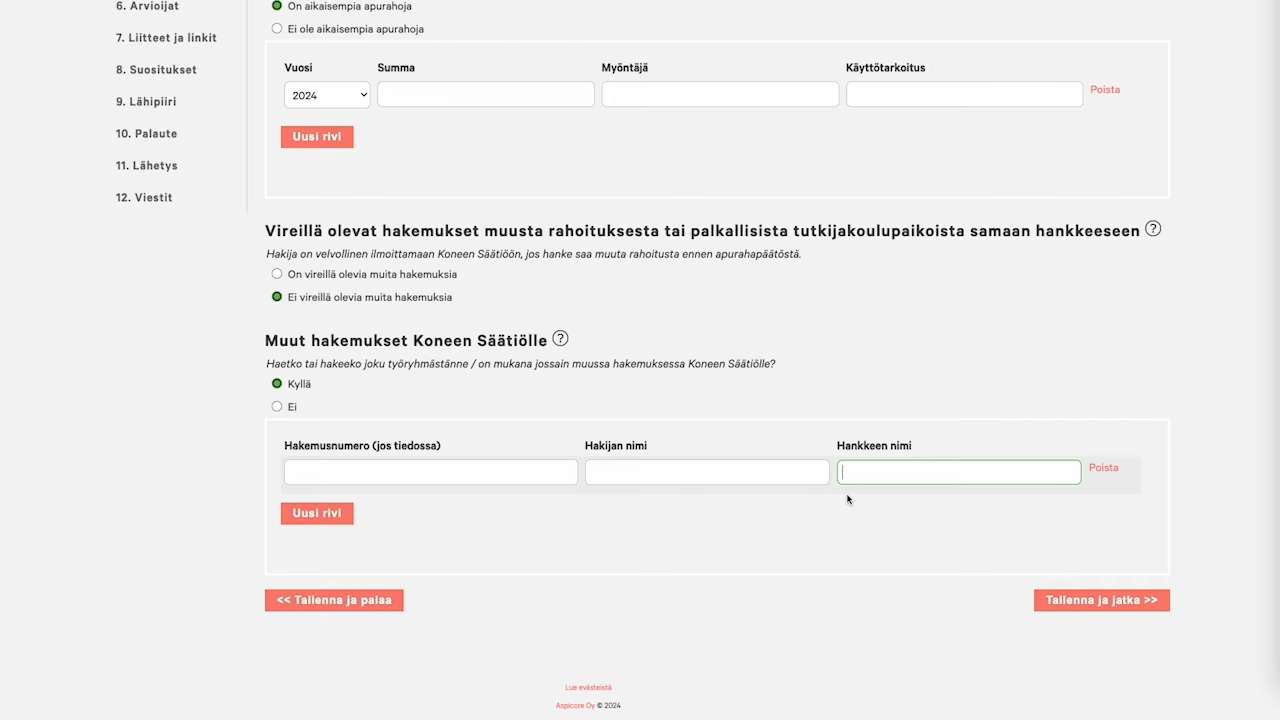 6. Arvioijat
7. Liitteet ja linkit
8. Suositukset
9. Lähipiiri
10. Palaute
11. Lähetys
12. Viestit
On aikaisempia apurahoja
Ei ole aikaisempia apurahoja
Vuosi Summa Myöntäjä Käyttötarkoitus
2024 Poista
Uusi rivi
Vireillä olevat hakemukset muusta rahoituksesta tai palkallisista tutkijakoulupaikoista samaan hankkeeseen ?
Hakija on velvollinen ilmoittamaan Koneen Säätiöön, jos hanke saa muuta rahoitusta ennen apurahapäätöstä.
On vireillä olevia muita hakemuksia
Ei vireillä olevia muita hakemuksia
Muut hakemukset Koneen Säätiölle ?
Haetko tai hakeeko joku työryhmästänne / on mukana jossain muussa hakemuksessa Koneen Säätiölle?
Kyllä
Ei
Hakemusnumero (jos tiedossa) Hakijan nimi Hankkeen nimi
Poista
Uusi rivi
<< Tallenna ja palaa Tallenna ja jatka >>
Lue evästeistä
Aspicore Oy © 2024